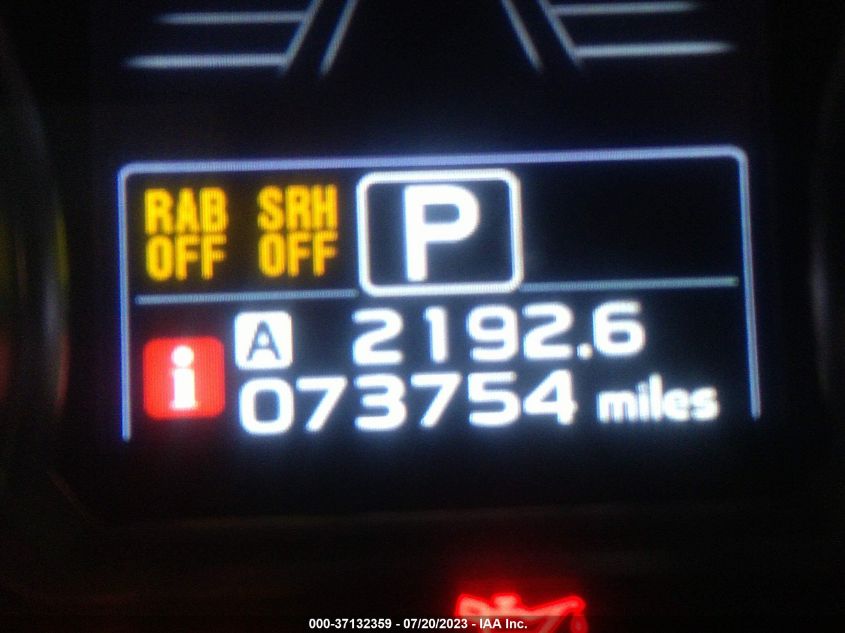 RAB SRH P
OFF OFF
i A 2192.6
073754 miles
000-37132359 - 07/20/2023 - IAA Inc.